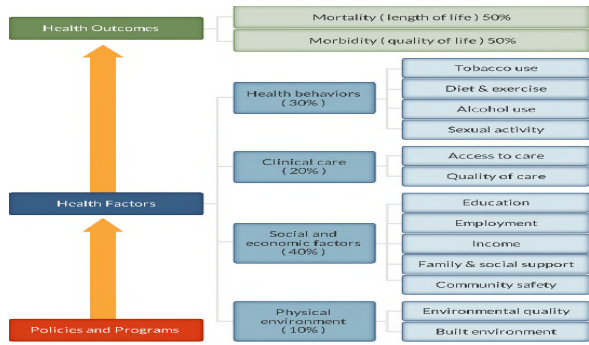 Health Outcomes
Mortality (length of life) 50%
Morbidity (quality of life) 50%
Health Factors
Policies and Programs
Health behaviors
(30%)
Tobacco use
Diet & exercise
Alcohol use
Sexual activity
Clinical care
(20%)
Access to care
Quality of care
Social and
economic factors
(40%)
Education
Employment
Income
Family & social support
Community safety
Physical
environment
(10%)
Environmental quality
Built environment